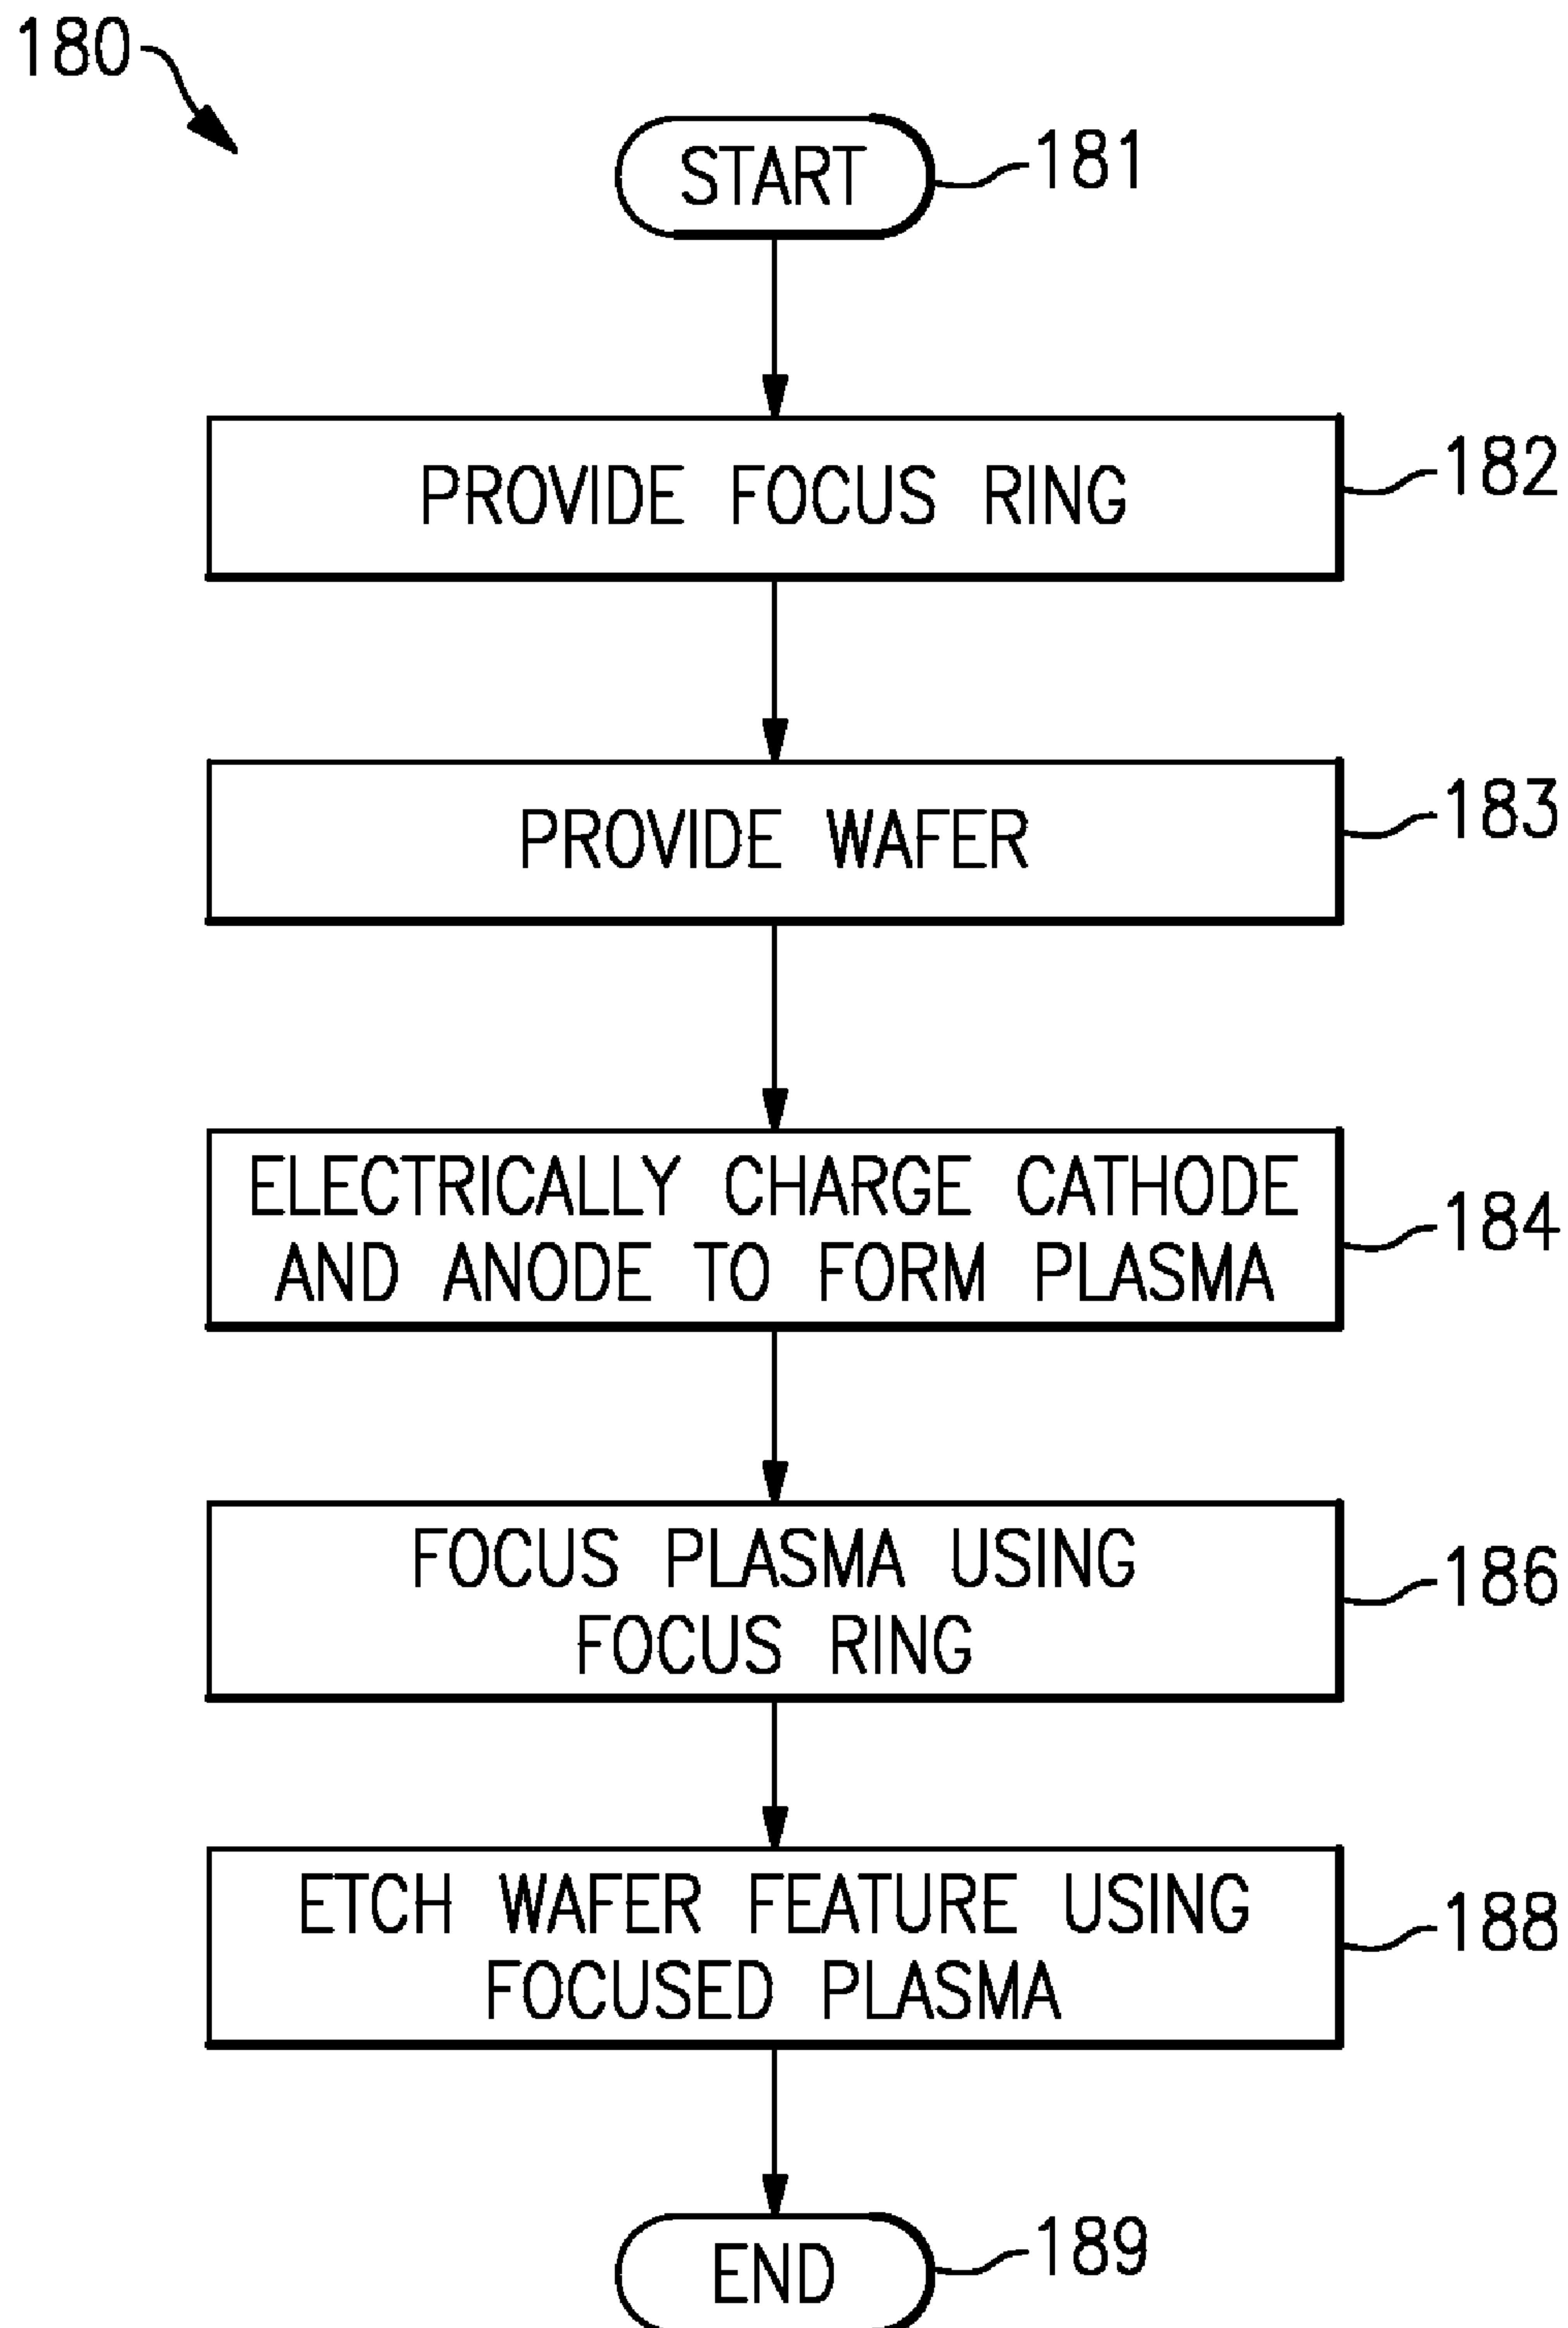 180
START
181
PROVIDE FOCUS RING
182
PROVIDE WAFER
183
ELECTRICALLY CHARGE CATHODE
AND ANODE TO FORM PLASMA
184
FOCUS PLASMA USING
FOCUS RING
186
ETCH WAFER FEATURE USING
FOCUSED PLASMA
188
END
189